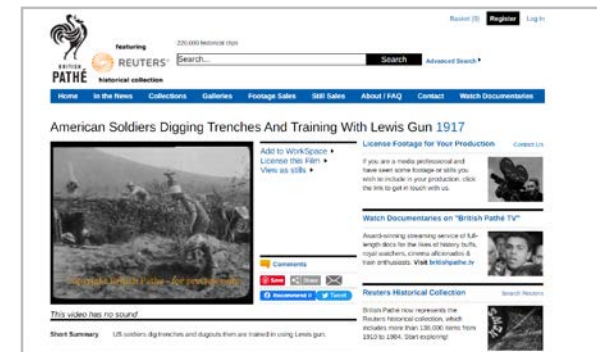 Basket (0) Register Log In
featuring
220,000 historical clips
REUTERS
Search... Search Advanced Search
BRITISH
PATHÉ
historical collection
Home In the News Collections Galleries Footage Sales Still Sales About / FAQ Contact Watch Documentaries
American Soldiers Digging Trenches And Training With Lewis Gun 1917
Add to WorkSpace
License this Film
View as stills
Copyright British Pathe - for preview only
Comments
Save Share
Recommend 0 Tweet
This video has no sound
Short Summary US soldiers dig trenches and dugouts then are trained in using Lewis gun.
License Footage for Your Production Contact Us
If you are a media professional and
have seen some footage or stills you
wish to include in your production, click
the link to get in touch with us.
Watch Documentaries on "British Pathé TV"
Award-winning streaming service of full-
length docs for the likes of history buffs,
royal watchers, cinema aficionados &
train enthusiasts. Visit britishpathe.tv
Reuters Historical Collection Search Reuters
British Pathé now represents the
Reuters historical collection, which
includes more than 136,000 items from
1910 to 1984. Start exploring!